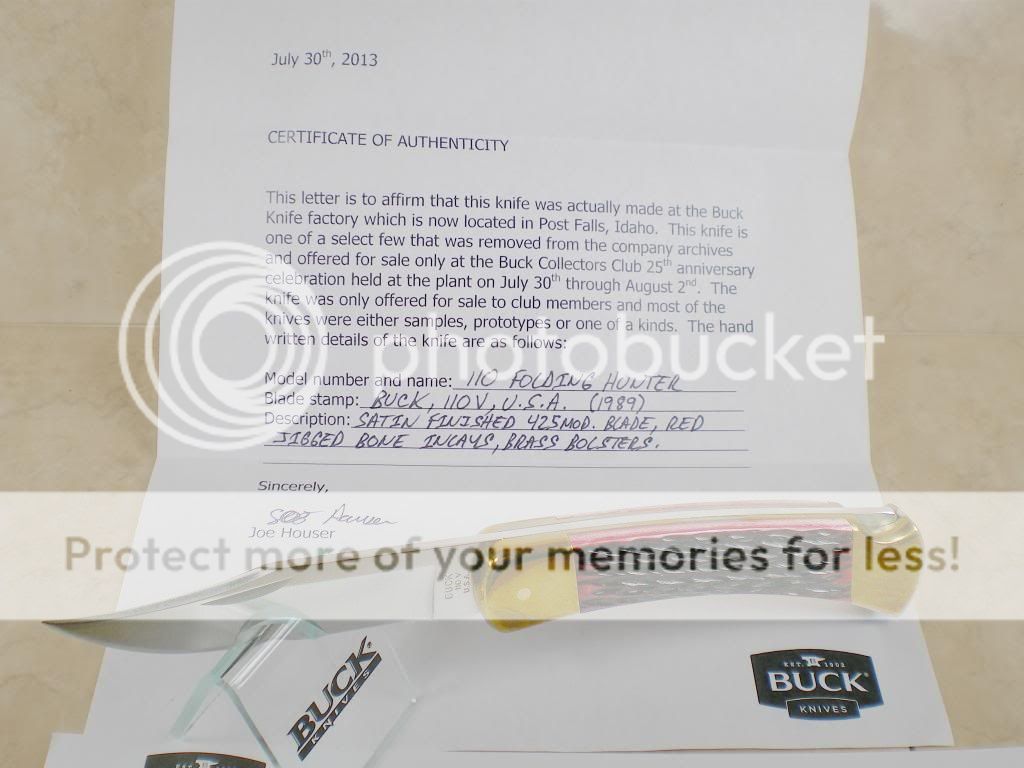 July 30th, 2013
CERTIFICATE OF AUTHENTICITY
This letter is to affirm that this knife was actually made at the Buck
Knife factory which is now located in Post Falls, Idaho. This knife is
one of a select few that was removed from the company archives
and offered for sale only at the Buck Collectors Club 25th anniversary
celebration held at the plant on July 30th through August 2nd. The
knife was only offered for sale to club members and most of the
knives were either samples, prototypes or one of a kinds. The hand
written details of the knife are as follows:
Model number and name: 110 FOLDING HUNTER
Blade stamp: BUCK, 110V, U.S.A. (1989)
Description: SATIN FINISHED 425MOD. BLADE, RED
JIGGED BONE INLAYS, BRASS BOLSTERS.
Sincerely,
Joe Houser
photobucket
Protect more of your memories for less!
BUCK
110 V
U.S.A.
BUCK
KNIVES
EST. 1902
BUCK
KNIVES